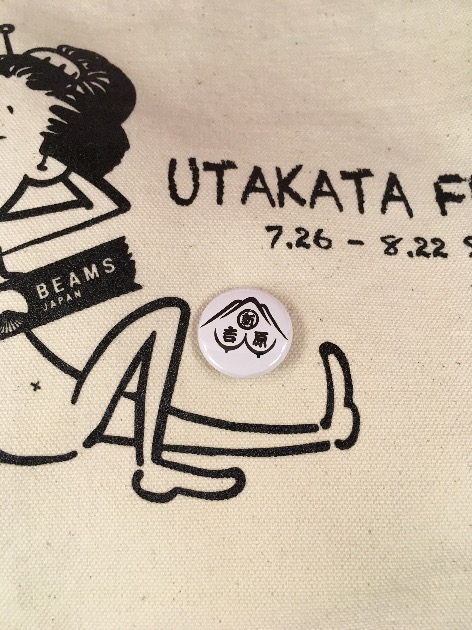 UTAKATA F
7.26 - 8.22 S
BEAMS
JAPAN
新
吉原